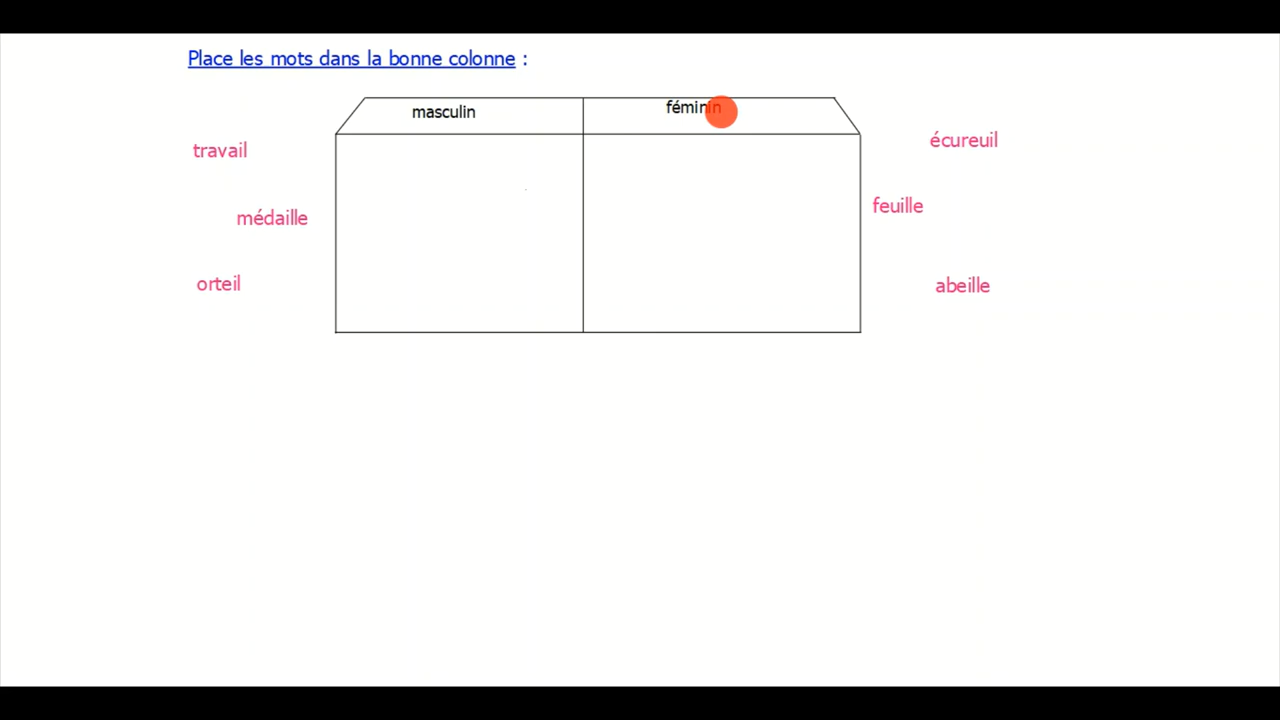 Place les mots dans la bonne colonne :
masculin
féminin
travail
écureuil
médaille
feuille
orteil
abeille